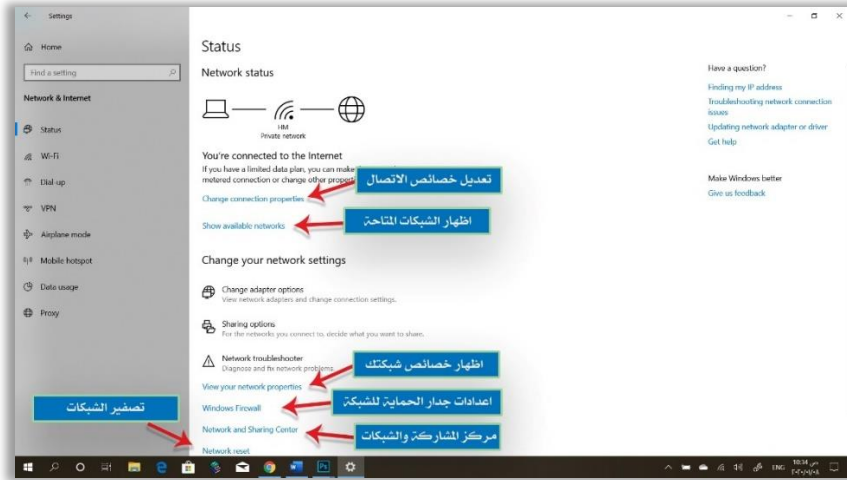 Settings
Home
Find a setting
Network & Internet
Status
Wi-Fi
Dial-up
VPN
Airplane mode
Mobile hotspot
Data usage
Proxy
Status
Network status
HM
Private network
You're connected to the Internet
If you have a limited data plan, you can make
metered connection or change other propert
تعديل خصائص الاتصال
Change connection properties
اظهار الشبكات المتاحة
Show available networks
Change your network settings
Change adapter options
View network adapters and change connection settings.
Sharing options
For the networks you connect to, decide what you want to share.
Network troubleshooter
Diagnose and fix network problems.
اظهار خصائص شبكتك
View your network properties
اعدادات جدار الحماية للشبكة
Windows Firewall
مركز المشاركة والشبكات
Network and Sharing Center
تصفير الشبكات
Network reset
Have a question?
Finding my IP address
Troubleshooting network connection
issues
Updating network adapter or driver
Get help
Make Windows better
Give us feedback
Ps
ENG
10:34 ص